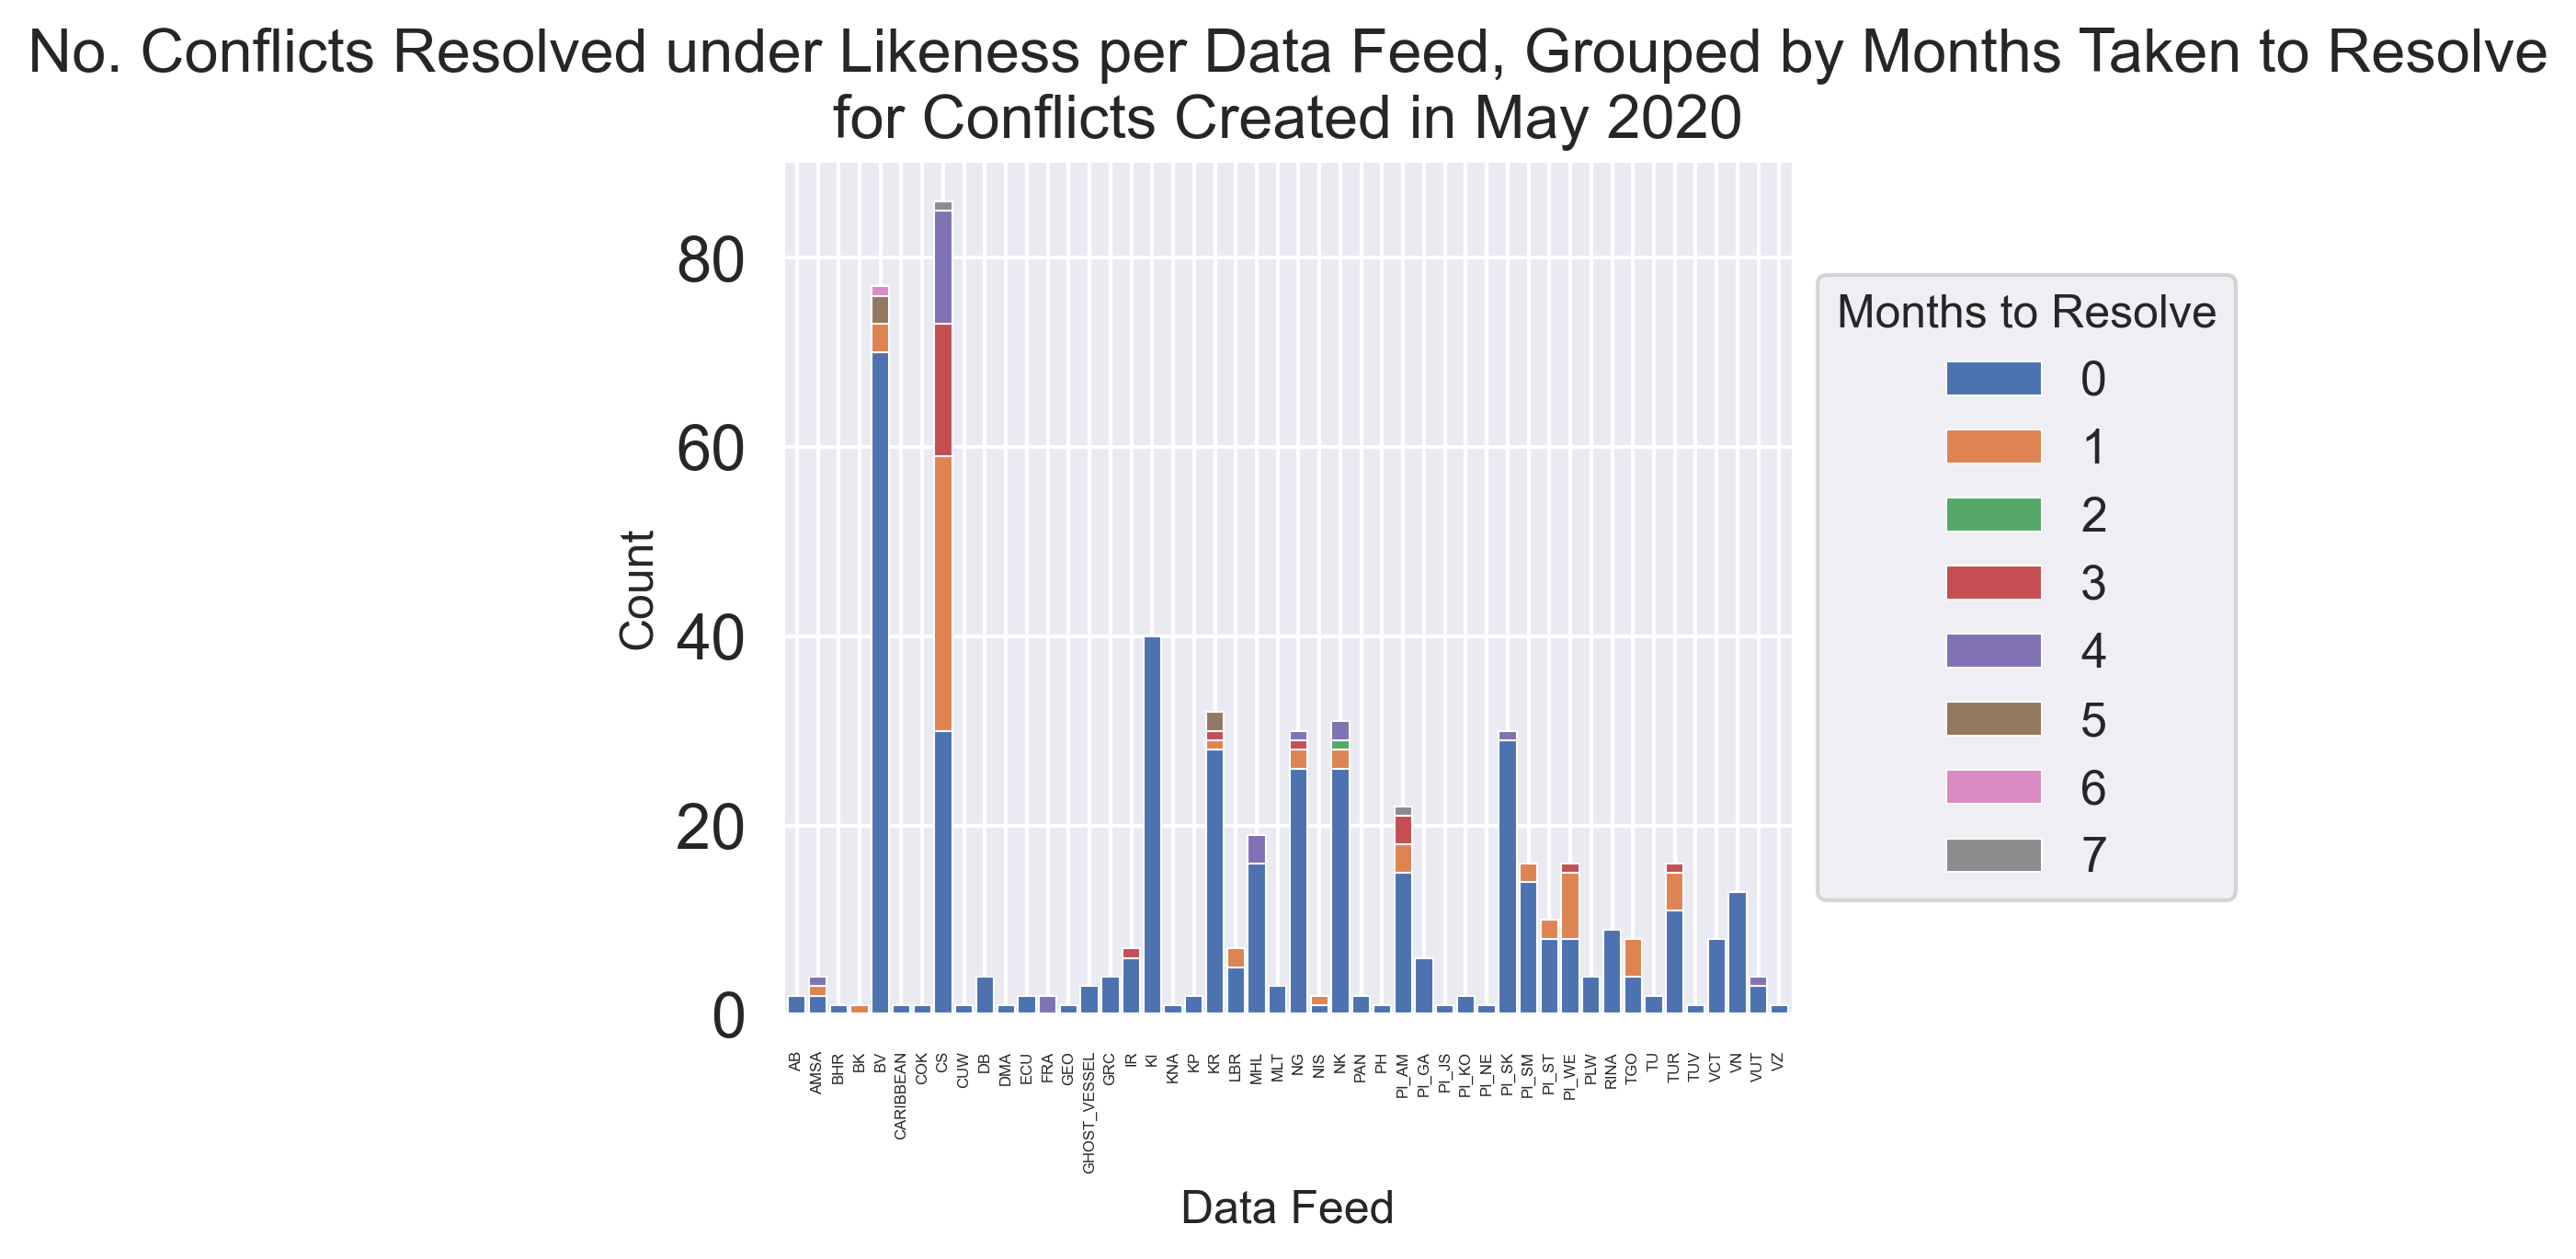 No. Conflicts Resolved under Likeness per Data Feed, Grouped by Months Taken to Resolve
for Conflicts Created in May 2020
80
60
40
20
0
Count
AB
AMSA
BHR
BK
BV
CARIBBEAN
COK
CS
CUW
DB
DMA
ECU
FRA
GEO
GHOST_VESSEL
GRC
IR
KI
KNA
KP
KR
LBR
MHL
MLT
NG
NIS
NK
PAN
PH
PI_AM
PI_GA
PI_JS
PI_KO
PI_NE
PI_SK
PI_SM
PI_ST
PI_WE
PLW
RINA
TGO
TU
TUR
TUV
VCT
VN
VUT
VZ
Data Feed
Months to Resolve
0
1
2
3
4
5
6
7